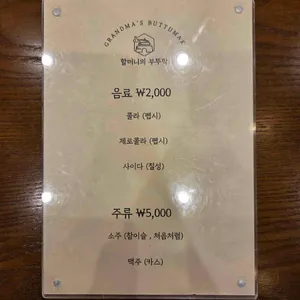 GRANDMA'S BUTTUMAK
할머니의 부뚜막
음료 ₩2,000
콜라 (펩시)
제로콜라 (펩시)
사이다 (칠성)
주류 ₩5,000
소주 (참이슬 , 처음처럼)
맥주 (카스)